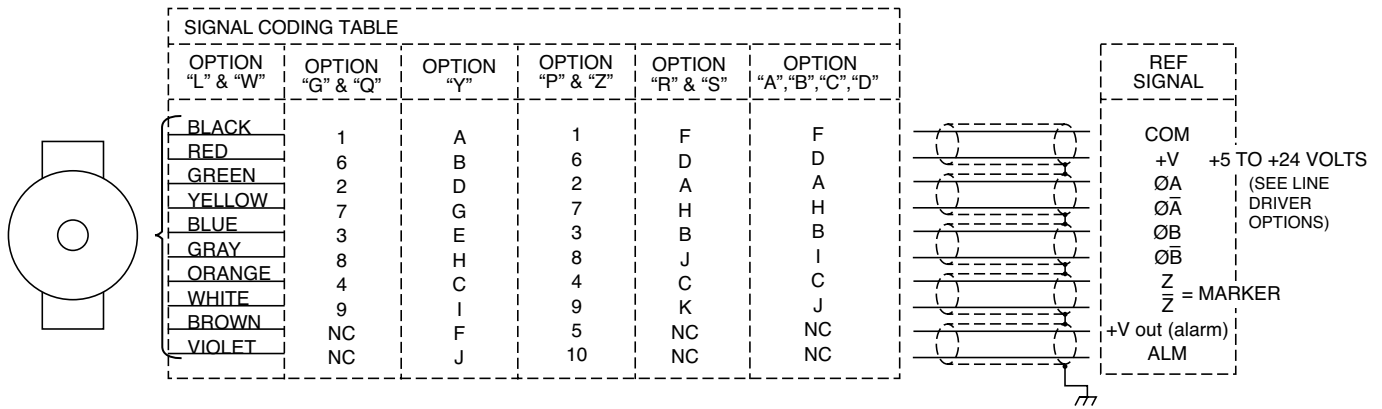 SIGNAL CODING TABLE
OPTION "L" & "W" OPTION "G" & "Q" OPTION "Y" OPTION "P" & "Z" OPTION "R" & "S" OPTION "A","B","C","D" REF SIGNAL
BLACK 1 A 1 F F COM
RED 6 B 6 D D +V +5 TO +24 VOLTS
GREEN 2 D 2 A A ØA (SEE LINE
YELLOW 7 G 7 H H ØA̅ DRIVER
BLUE 3 E 3 B B ØB OPTIONS)
GRAY 8 H 8 J I ØB̅
ORANGE 4 C 4 C C Z
WHITE 9 I 9 K J Z̅ = MARKER
BROWN NC F 5 NC NC +V out (alarm)
VIOLET NC J 10 NC NC ALM